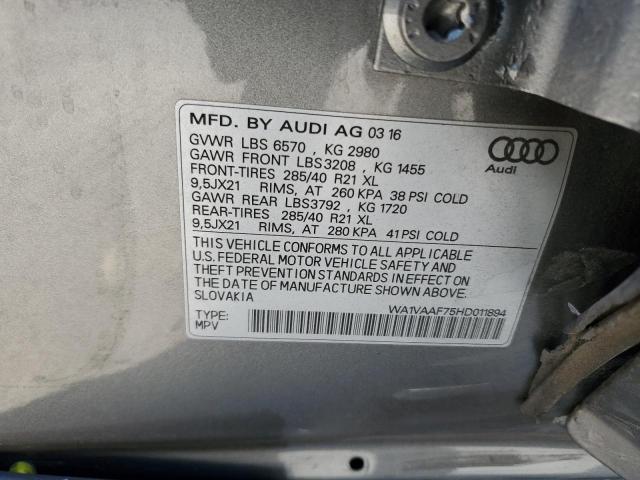 MFD. BY AUDI AG 03 16
GVWR LBS 6570 , KG 2980
GAWR FRONT LBS3208 , KG 1455
FRONT-TIRES 285/40 R21 XL
9,5JX21 RIMS, AT 260 KPA 38 PSI COLD
GAWR REAR LBS3792 , KG 1720
REAR-TIRES 285/40 R21 XL
9,5JX21 RIMS, AT 280 KPA 41 PSI COLD
Audi
THIS VEHICLE CONFORMS TO ALL APPLICABLE
U.S. FEDERAL MOTOR VEHICLE SAFETY AND
THEFT PREVENTION STANDARDS IN EFFECT ON
THE DATE OF MANUFACTURE SHOWN ABOVE.
SLOVAKIA
WA1VAAF75HD011894
TYPE:
MPV